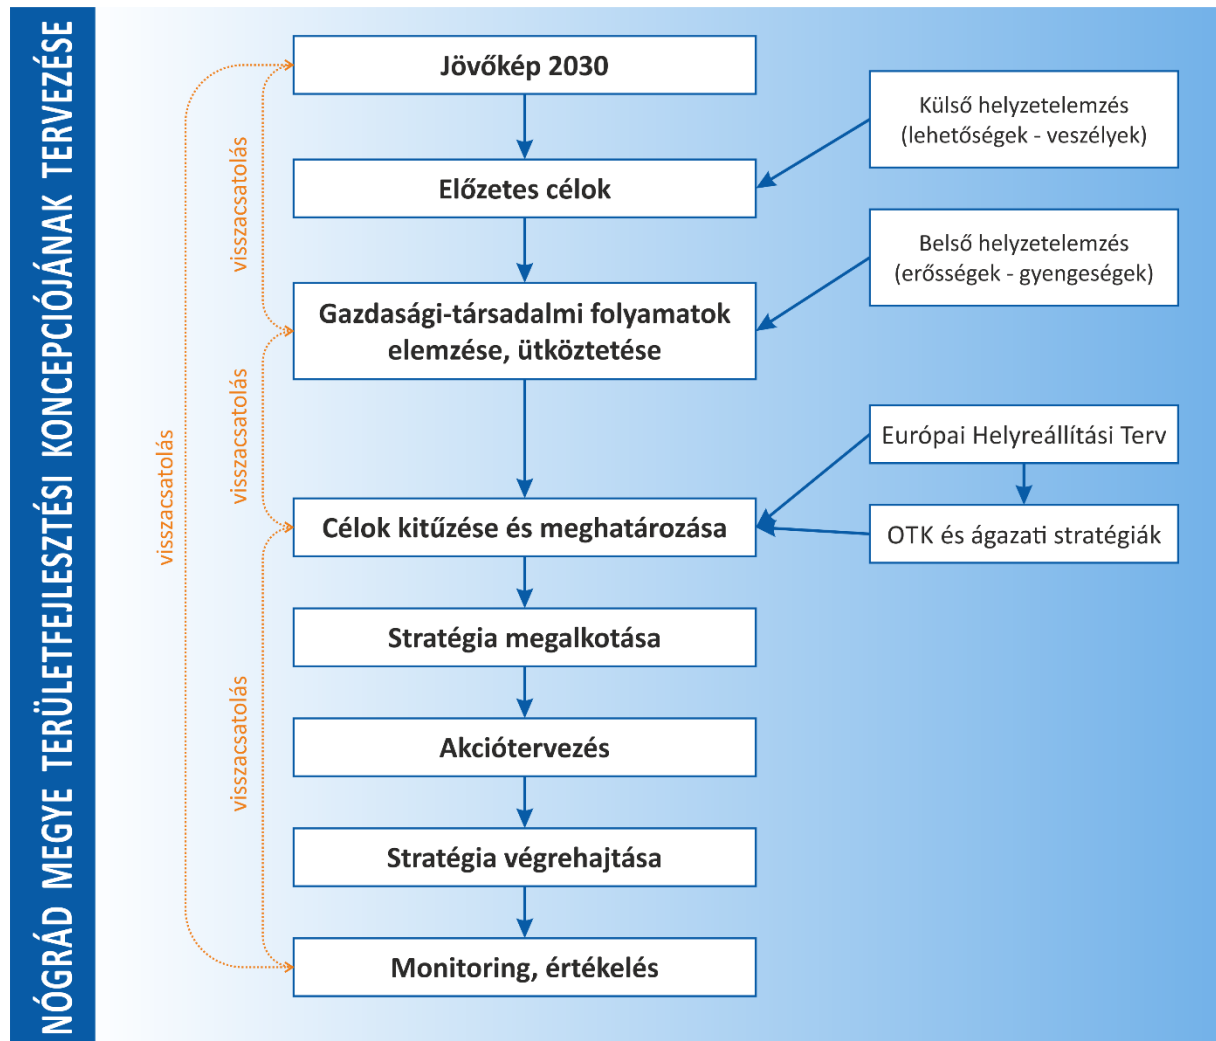 NÓGRÁD MEGYE TERÜLETFEJLESZTÉSI KONCEPCIÓJÁNAK TERVEZÉSE
Jövőkép 2030
Külső helyzetelemzés
(lehetőségek - veszélyek)
Előzetes célok
visszacsatolás
Belső helyzetelemzés
(erősségek - gyengeségek)
Gazdasági-társadalmi folyamatok
elemzése, ütköztetése
visszacsatolás
Európai Helyreállítási Terv
visszacsatolás
Célok kitűzése és meghatározása
OTK és ágazati stratégiák
Stratégia megalkotása
visszacsatolás
Akciótervezés
Stratégia végrehajtása
Monitoring, értékelés